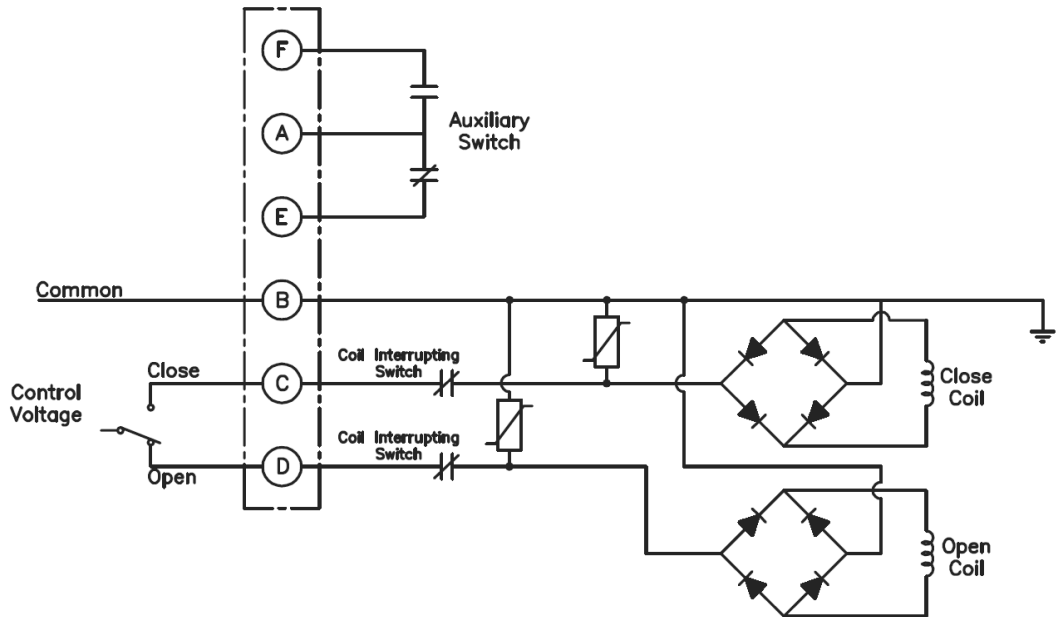 F
A
Auxiliary
Switch
E
Common
B
Close
C
Coil Interrupting
Switch
Control
Voltage
Close
Coil
Open
D
Coil Interrupting
Switch
Open
Coil